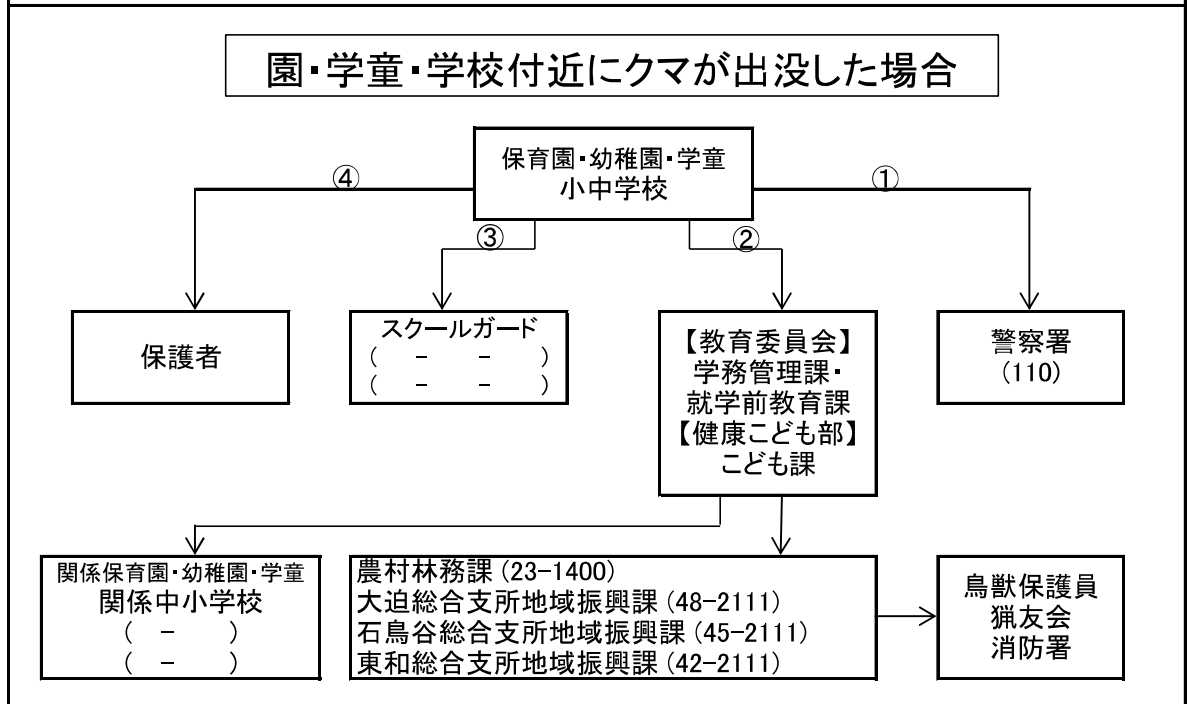 園・学童・学校付近にクマが出没した場合
保育園・幼稚園・学童
小中学校
④
①
③
②
保護者
スクールガード
(　－　－　)
(　－　－　)
【教育委員会】
学務管理課・
就学前教育課
【健康こども部】
こども課
警察署
(110)
関係保育園・幼稚園・学童
関係中小学校
(　－　)
(　－　)
農村林務課(23-1400)
大迫総合支所地域振興課(48-2111)
石鳥谷総合支所地域振興課(45-2111)
東和総合支所地域振興課(42-2111)
鳥獣保護員
猟友会
消防署